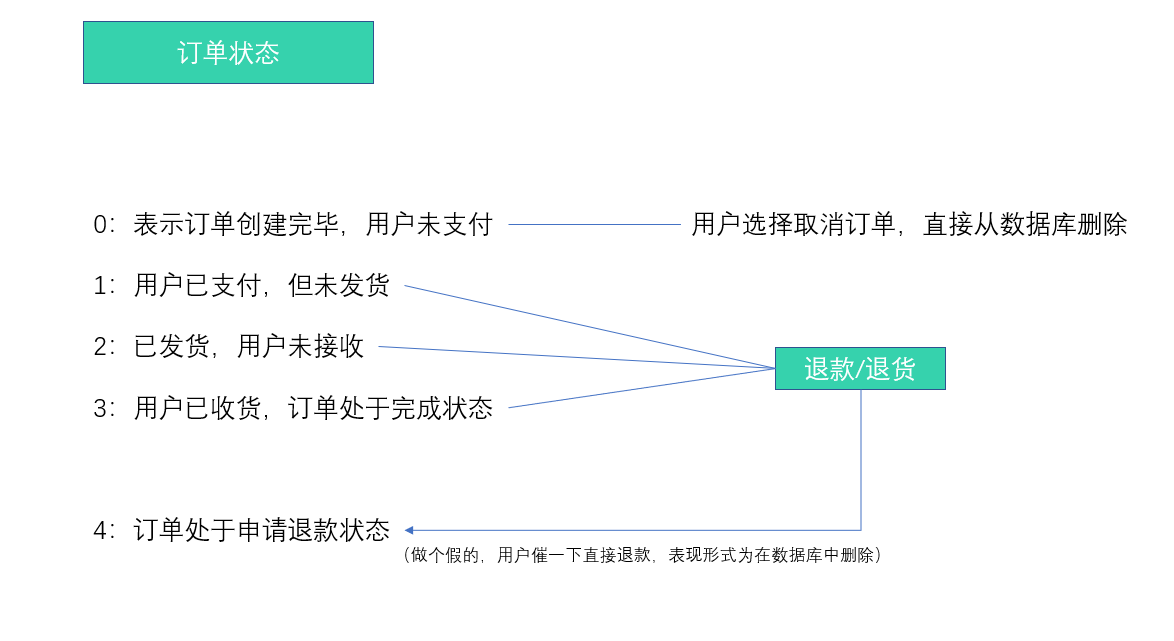 订单状态
0：表示订单创建完毕，用户未支付
用户选择取消订单，直接从数据库删除
1：用户已支付，但未发货
2：已发货，用户未接收
退款/退货
3：用户已收货，订单处于完成状态
4：订单处于申请退款状态
（做个假的，用户催一下直接退款，表现形式为在数据库中删除）